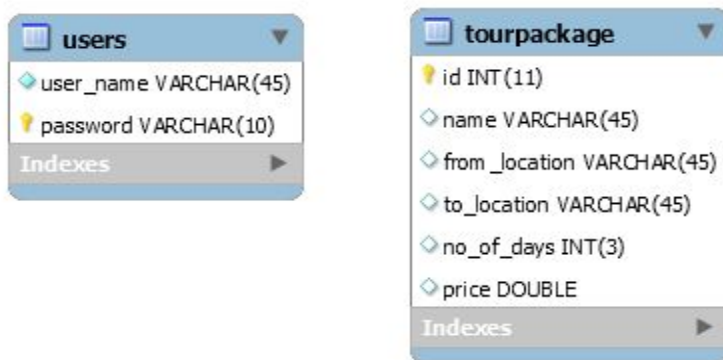 users
user_name VARCHAR(45)
password VARCHAR(10)
Indexes
tourpackage
id INT(11)
name VARCHAR(45)
from _location VARCHAR(45)
to_location VARCHAR(45)
no_of_days INT(3)
price DOUBLE
Indexes